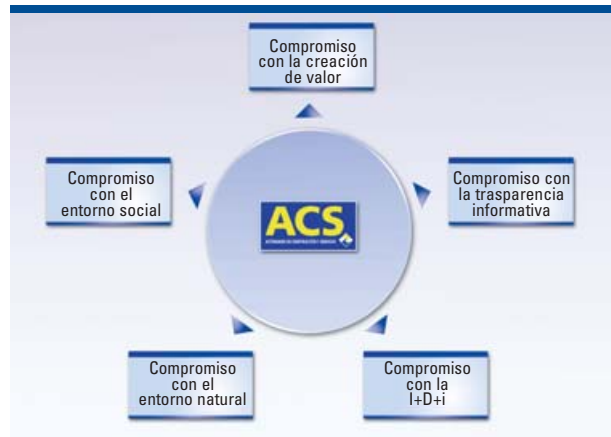 Compromiso
con la creación
de valor
Compromiso
con el
entorno social
Compromiso con
la trasparencia
informativa
ACS
Compromiso
con el
entorno natural
Compromiso
con la
I+D+i